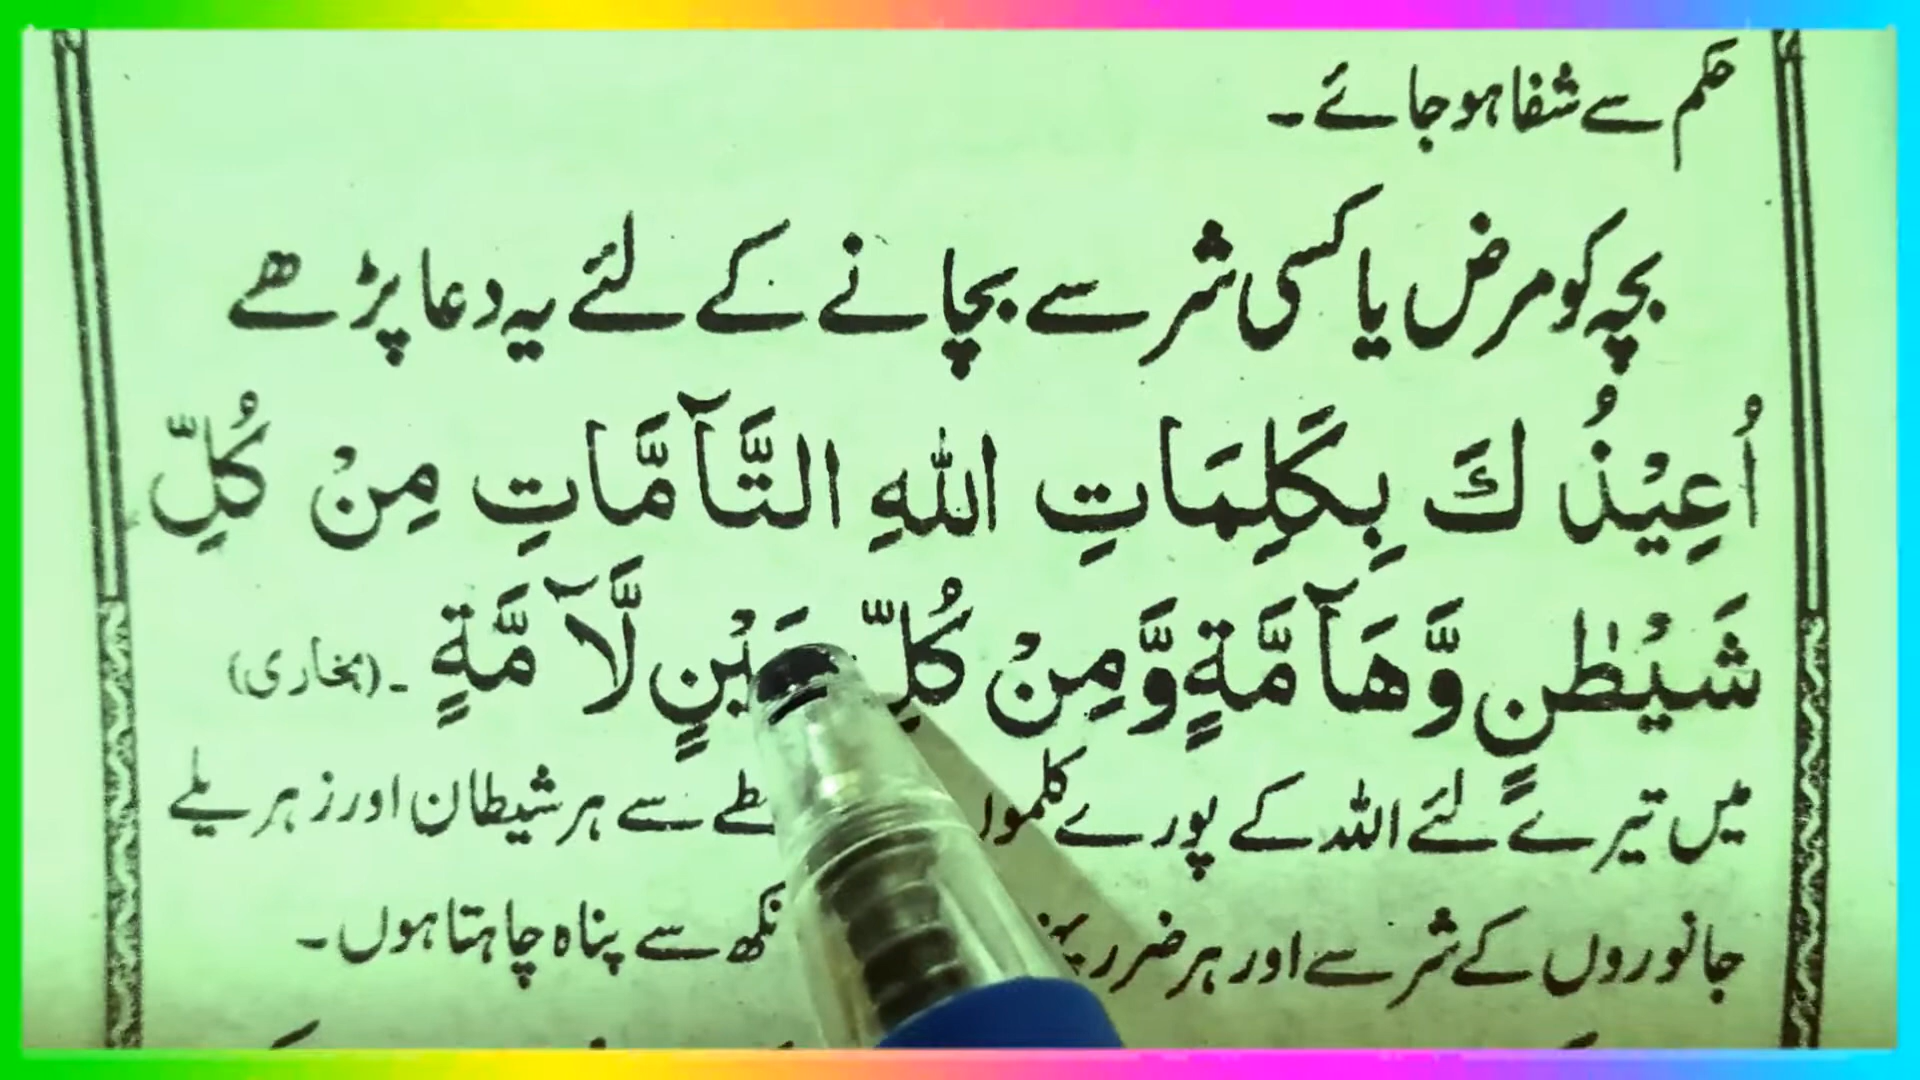 حکم سے شفا ہو جائے۔
بچہ کو مرض یا کسی شر سے بچانے کے لئے یہ دعا پڑھے
اُعِيْذُ كَ بِكَلِمَاتِ اللهِ التَّآمَّاتِ مِنْ كُلِّ
شَيْطٰنٍ وَّهَآمَّةٍ وَّمِنْ كُلِّ لَّآمَّةٍ ۔(بخاری)
میں تیرے لئے اللہ کے پورے سے ہر شیطان اور زہریلے
جانوروں کے شر سے اور ہر ضرر سے پناہ چاہتا ہوں۔